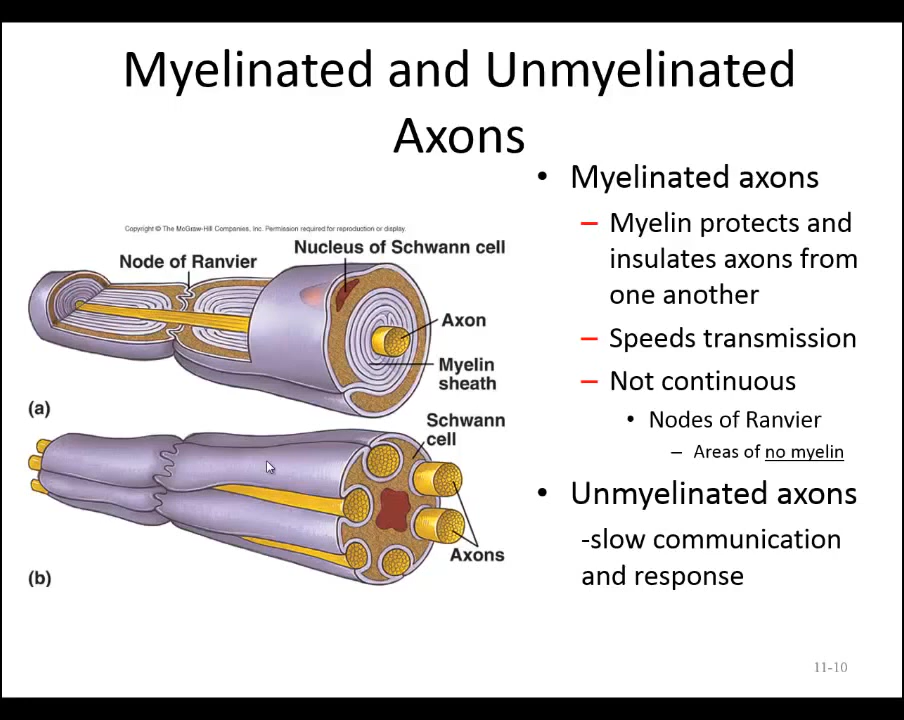 Myelinated and Unmyelinated
Axons
Copyright © The McGraw-Hill Companies, Inc. Permission required for reproduction or display.
Nucleus of Schwann cell
Node of Ranvier
Axon
Myelin
sheath
(a)
Schwann
cell
Axons
(b)
• Myelinated axons
– Myelin protects and
insulates axons from
one another
– Speeds transmission
– Not continuous
• Nodes of Ranvier
– Areas of no myelin
• Unmyelinated axons
-slow communication
and response
11-10